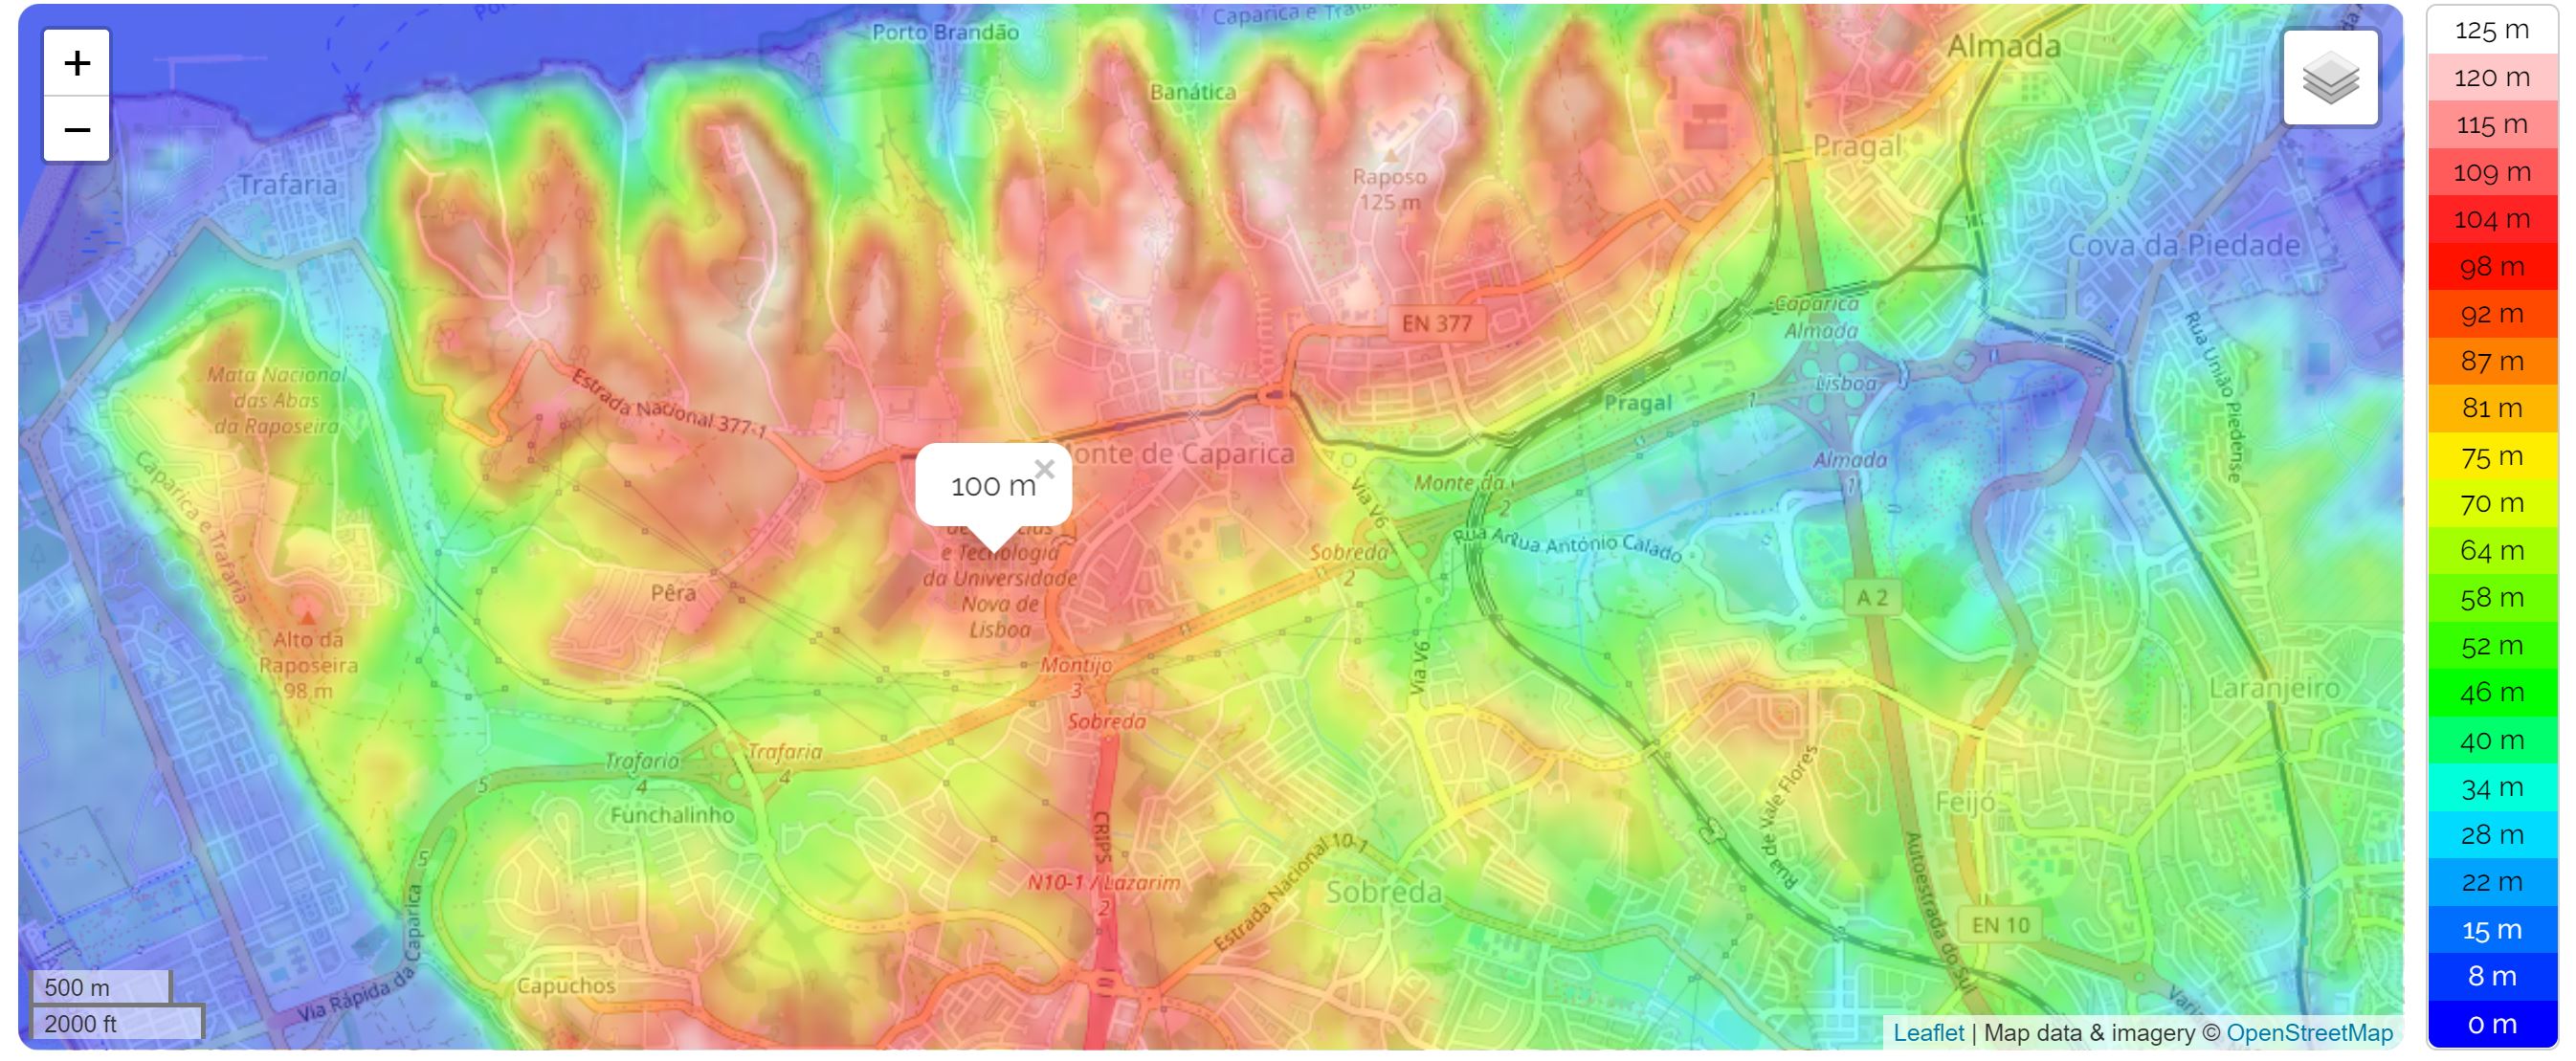 +
−
Porto Brandão
Caparica e Trafaria
Almada
Banática
Pragal
Raposo
125 m
Trafaria
Cova da Piedade
EN 377
Caparica
Almada
Rua União Piedense
Mata Nacional
das Abas
da Raposeira
Estrada Nacional 377-1
Lisboa
1
Pragal
onte de Caparica
Almada
1
100 m
×
Caparica e Trafaria
Via V6
Monte da
2
e Tecnologia
da Universidade
Nova de
Lisboa
Sobreda
2
Rua António Calado
Pêra
A 2
Alto da
Raposeira
98 m
Montijo
3
Via V6
Laranjeiro
Sobreda
Trafaria
4
Trafaria
4
5
Funchalinho
Rua de Vale Flores
Feijó
CRIPS
5
Estrada Nacional 10-1
N10-1 / Lazarim
2
Sobreda
Autoestrada do Sul
EN 10
Capuchos
Via Rápida da Caparica
500 m
2000 ft
Leaflet | Map data & imagery © OpenStreetMap
125 m
120 m
115 m
109 m
104 m
98 m
92 m
87 m
81 m
75 m
70 m
64 m
58 m
52 m
46 m
40 m
34 m
28 m
22 m
15 m
8 m
0 m